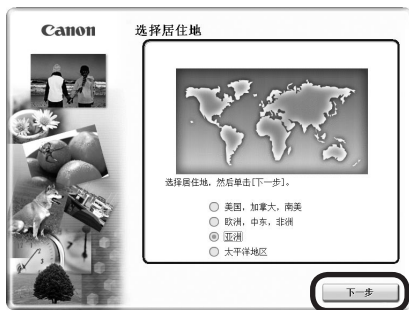 Canon
选择居住地
选择居住地，然后单击[下一步]。
美国，加拿大，南美
欧洲，中东，非洲
亚洲
太平洋地区
下一步